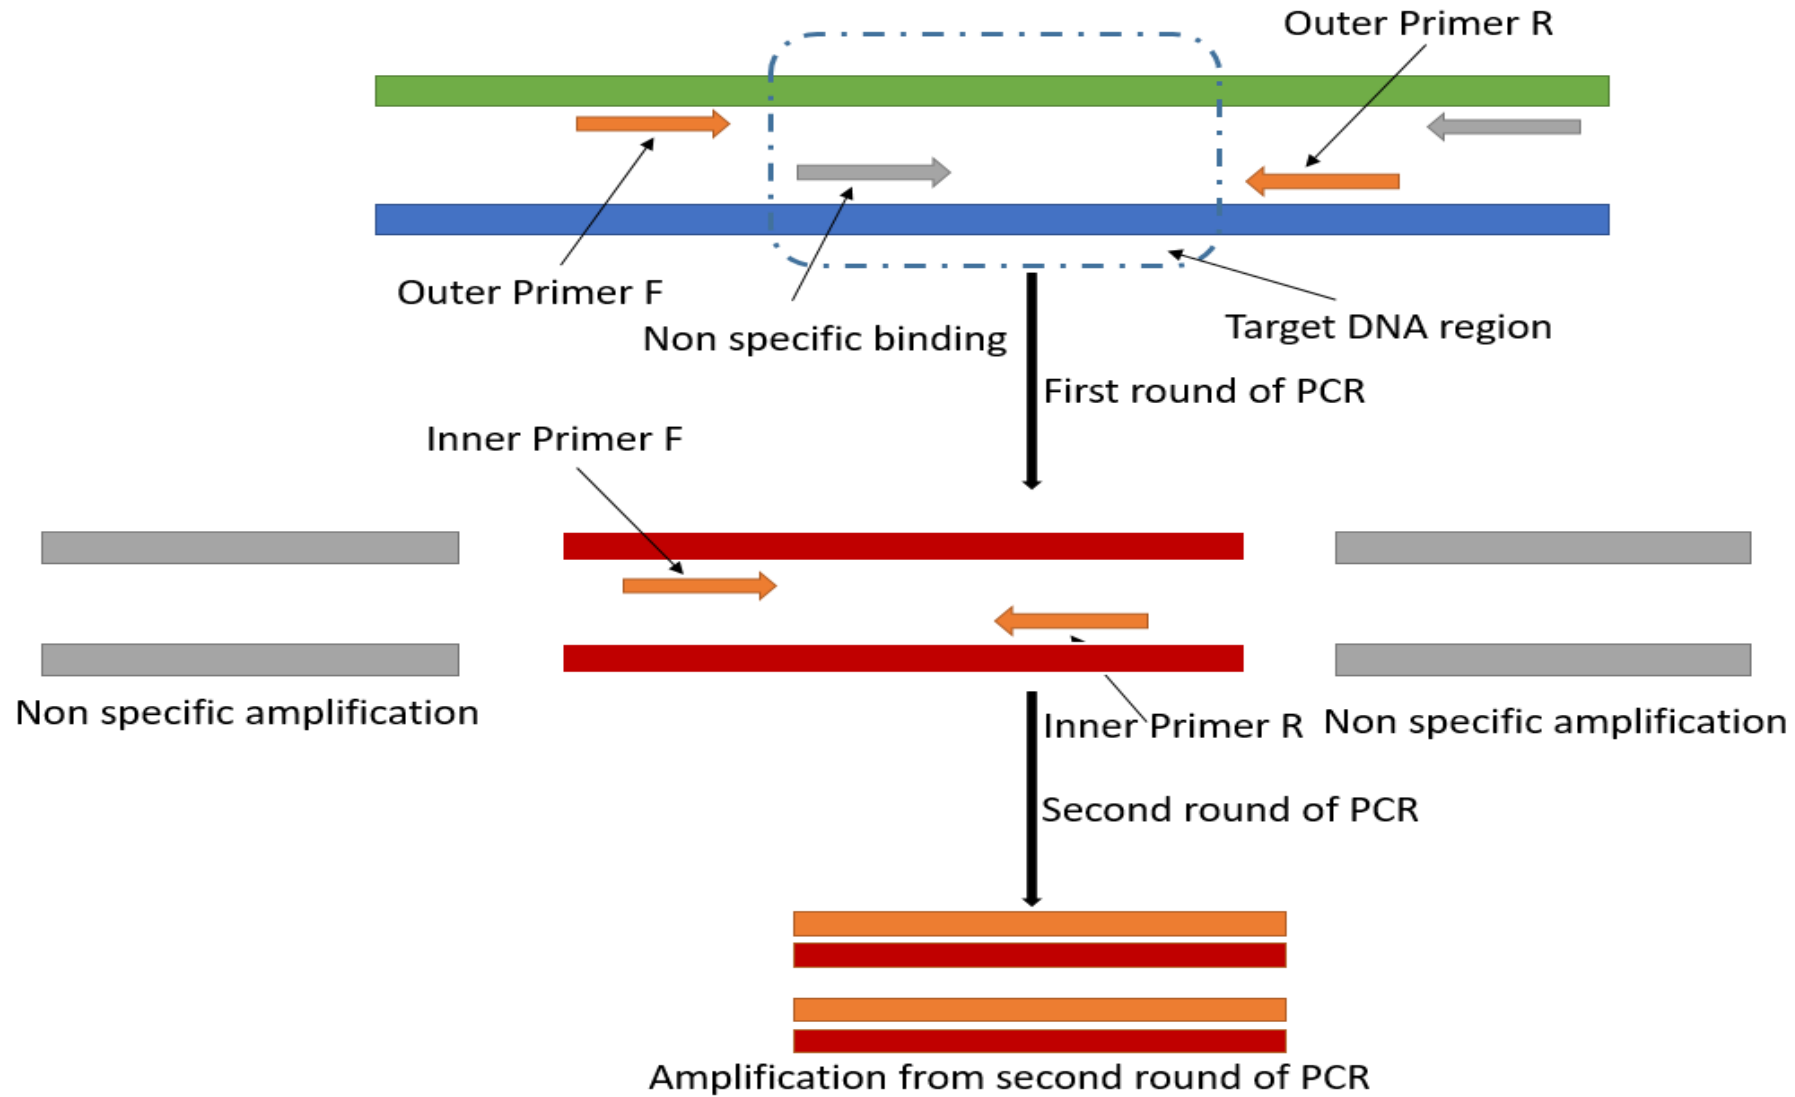 Outer Primer R
Outer Primer F
Non specific binding
Target DNA region
First round of PCR
Inner Primer F
Non specific amplification
Inner Primer R
Non specific amplification
Second round of PCR
Amplification from second round of PCR